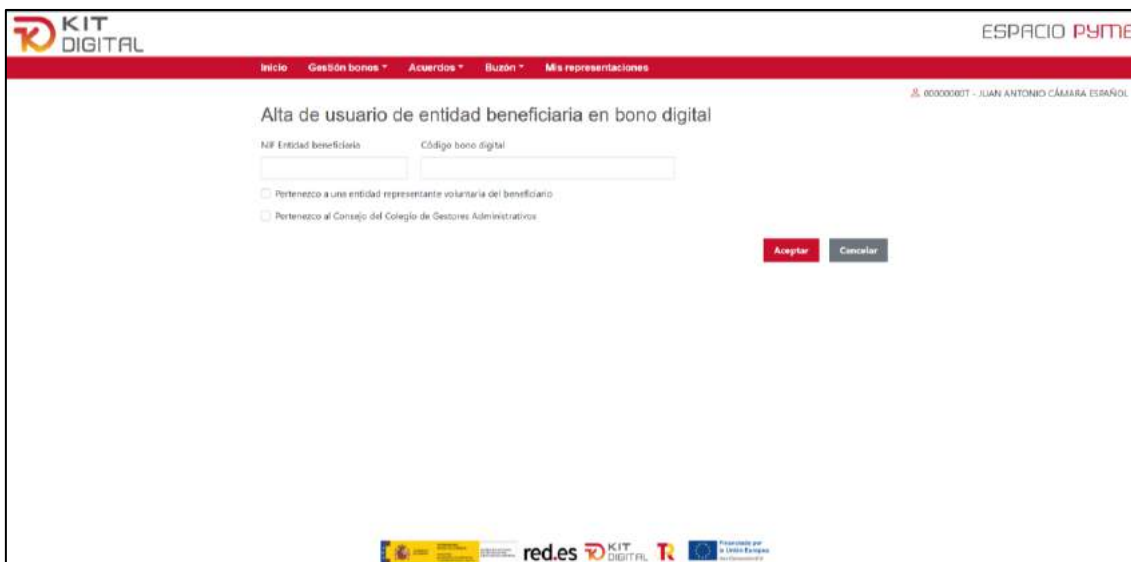 KIT
DIGITAL
ESPACIO PYME
Inicio Gestión bonos Acuerdos Buzón Mis representaciones
00000000T - JUAN ANTONIO CÁMARA ESPAÑOL
Alta de usuario de entidad beneficiaria en bono digital
NIF Entidad beneficiaria Código bono digital
Pertenezco a una entidad representante voluntaria del beneficiario
Pertenezco al Consejo del Colegio de Gestores Administrativos
Aceptar Cancelar
red.es KIT DIGITAL TR Financiado por
la Unión Europea